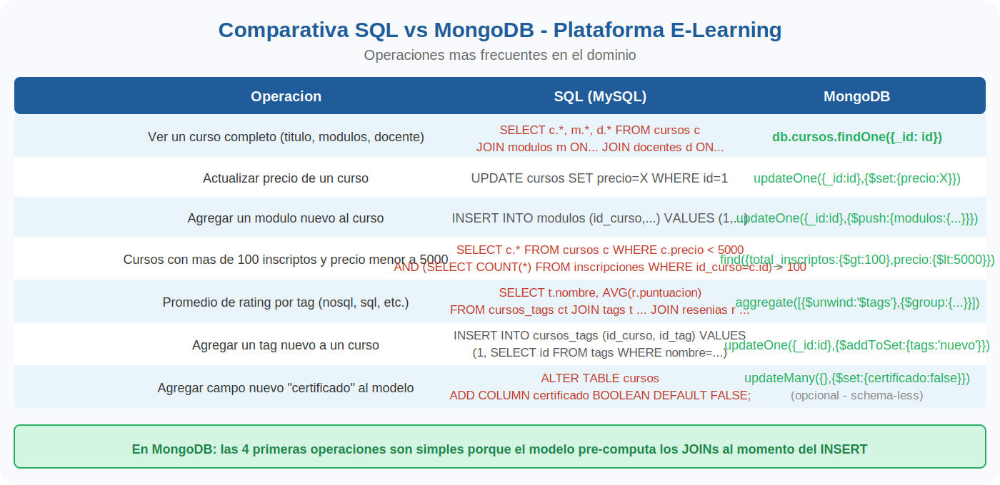 Comparativa SQL vs MongoDB - Plataforma E-Learning
Operaciones mas frecuentes en el dominio
Operacion
SQL (MySQL)
MongoDB
Ver un curso completo (titulo, modulos, docente)
SELECT c.*, m.*, d.* FROM cursos c
JOIN modulos m ON... JOIN docentes d ON...
db.cursos.findOne({_id: id})
Actualizar precio de un curso
UPDATE cursos SET precio=X WHERE id=1
updateOne({_id:id},{$set:{precio:X}})
Agregar un modulo nuevo al curso
INSERT INTO modulos (id_curso,...) VALUES (1,...)
updateOne({_id:id},{$push:{modulos:{...}}})
Cursos con mas de 100 inscriptos y precio menor a 5000
SELECT c.* FROM cursos c WHERE c.precio < 5000
AND (SELECT COUNT(*) FROM inscripciones WHERE id_curso=c.id) > 100
find({total_inscriptos:{$gt:100},precio:{$lt:5000}})
Promedio de rating por tag (nosql, sql, etc.)
SELECT t.nombre, AVG(r.puntuacion)
FROM cursos_tags ct JOIN tags t ... JOIN resenias r ...
aggregate([{$unwind:'$tags'},{$group:{...}}])
Agregar un tag nuevo a un curso
INSERT INTO cursos_tags (id_curso, id_tag) VALUES
(1, SELECT id FROM tags WHERE nombre=...)
updateOne({_id:id},{$addToSet:{tags:'nuevo'}})
Agregar campo nuevo "certificado" al modelo
ALTER TABLE cursos
ADD COLUMN certificado BOOLEAN DEFAULT FALSE;
updateMany({},{$set:{certificado:false}})
(opcional - schema-less)
En MongoDB: las 4 primeras operaciones son simples porque el modelo pre-computa los JOINs al momento del INSERT